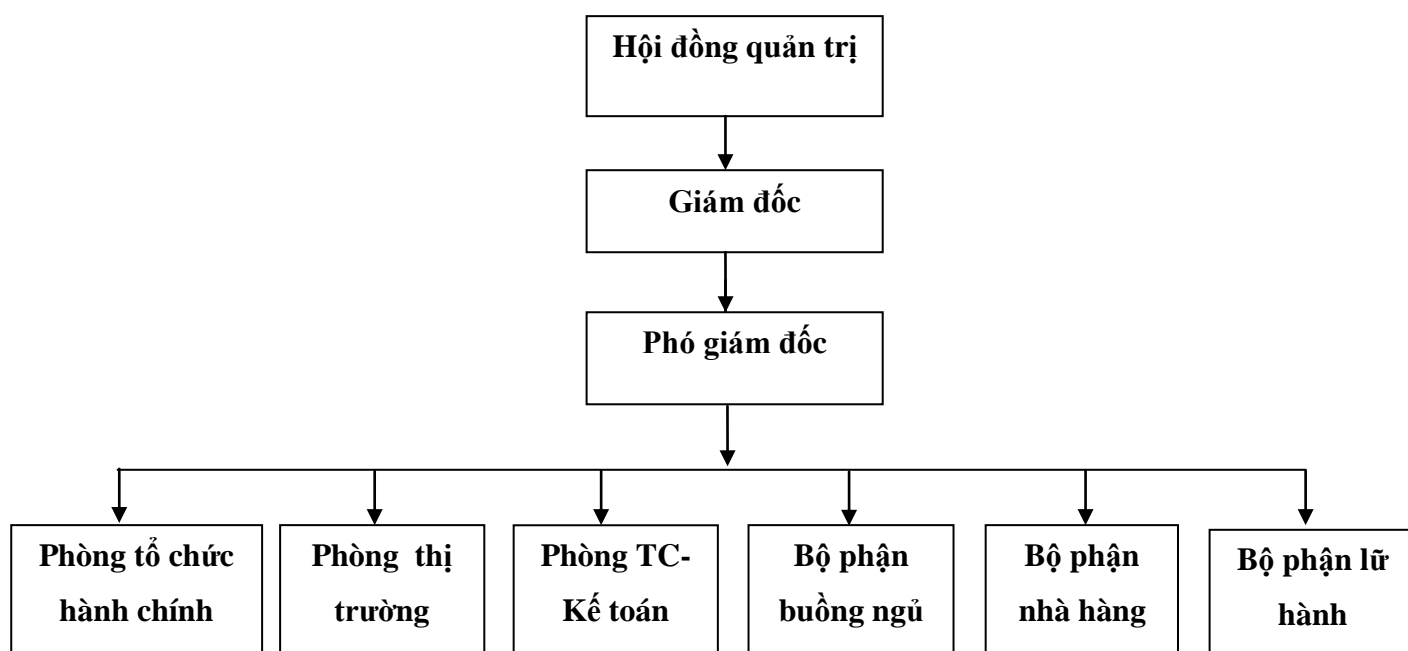 Hội đồng quản trị
Giám đốc
Phó giám đốc
Phòng tổ chức
hành chính
Phòng thị
trường
Phòng TC-
Kế toán
Bộ phận
buồng ngủ
Bộ phận
nhà hàng
Bộ phận lữ
hành